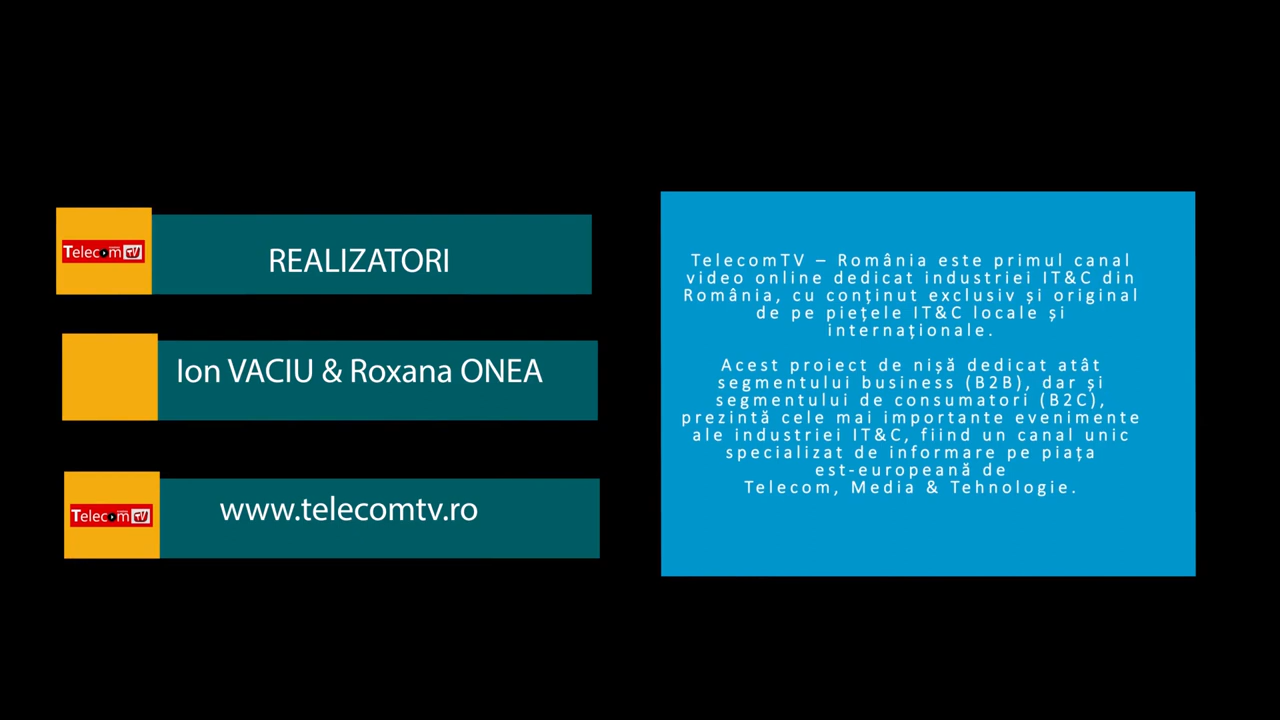 TelecomTV
REALIZATORI
Ion VACIU & Roxana ONEA
TelecomTV
www.telecomtv.ro
TelecomTV – România este primul canal
video online dedicat industriei IT&C din
România, cu conținut exclusiv și original
de pe piețele IT&C locale și
internaționale.
Acest proiect de nișă dedicat atât
segmentului business (B2B), dar și
segmentului de consumatori (B2C),
prezintă cele mai importante evenimente
ale industriei IT&C, fiind un canal unic
specializat de informare pe piața
est-europeană de
Telecom, Media & Tehnologie.